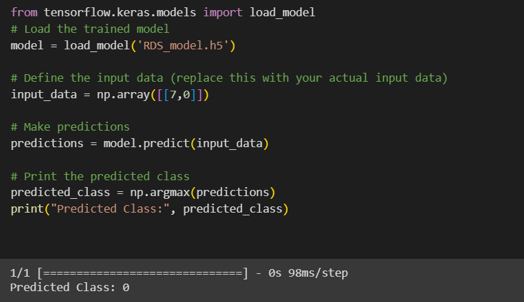 from tensorflow.keras.models import load_model
# Load the trained model
model = load_model('RDS_model.h5')
# Define the input data (replace this with your actual input data)
input_data = np.array([[7,0]])
# Make predictions
predictions = model.predict(input_data)
# Print the predicted class
predicted_class = np.argmax(predictions)
print("Predicted Class:", predicted_class)
1/1 [==============================] - 0s 98ms/step
Predicted Class: 0